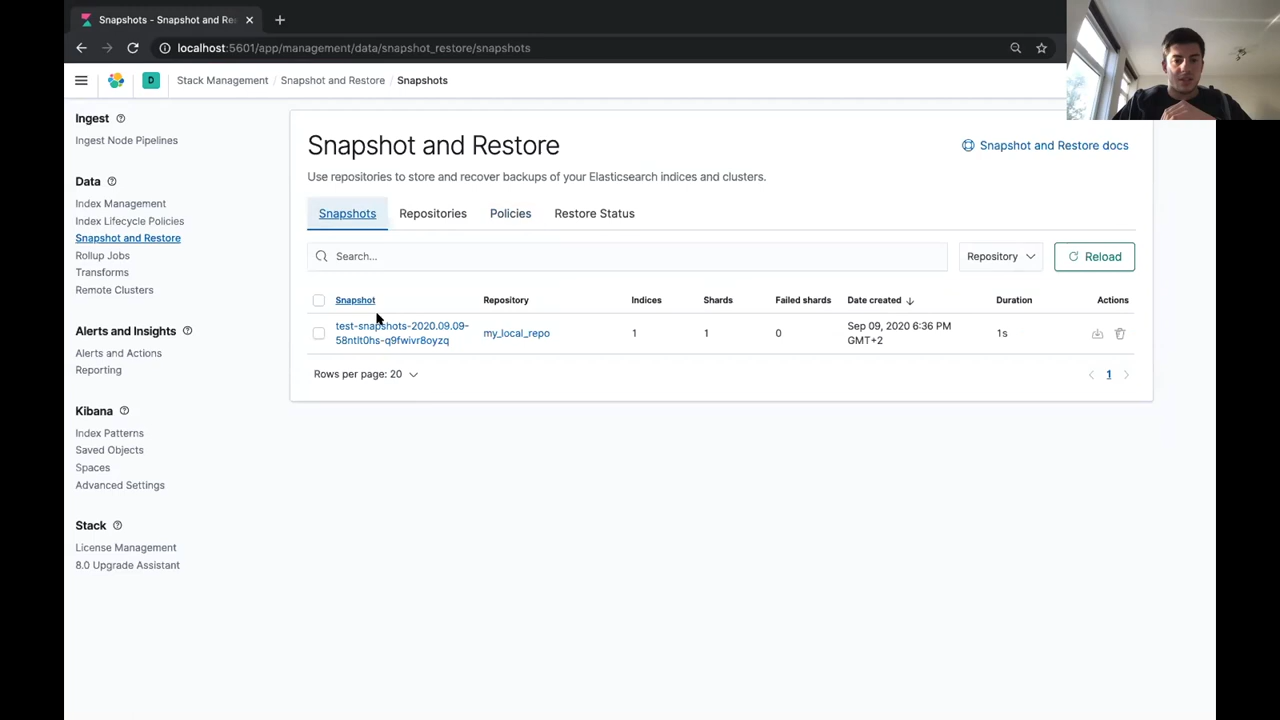 Snapshots - Snapshot and Re
localhost:5601/app/management/data/snapshot_restore/snapshots
D Stack Management / Snapshot and Restore / Snapshots
Ingest
Ingest Node Pipelines
Data
Index Management
Index Lifecycle Policies
Snapshot and Restore
Rollup Jobs
Transforms
Remote Clusters
Alerts and Insights
Alerts and Actions
Reporting
Kibana
Index Patterns
Saved Objects
Spaces
Advanced Settings
Stack
License Management
8.0 Upgrade Assistant
Snapshot and Restore
Snapshot and Restore docs
Use repositories to store and recover backups of your Elasticsearch indices and clusters.
Snapshots Repositories Policies Restore Status
Search... Repository Reload
Snapshot Repository Indices Shards Failed shards Date created Duration Actions
test-snapshots-2020.09.09-
58ntlt0hs-q9fwivr8oyzq
my_local_repo 1 1 0
Sep 09, 2020 6:36 PM
GMT+2
1s
Rows per page: 20
1